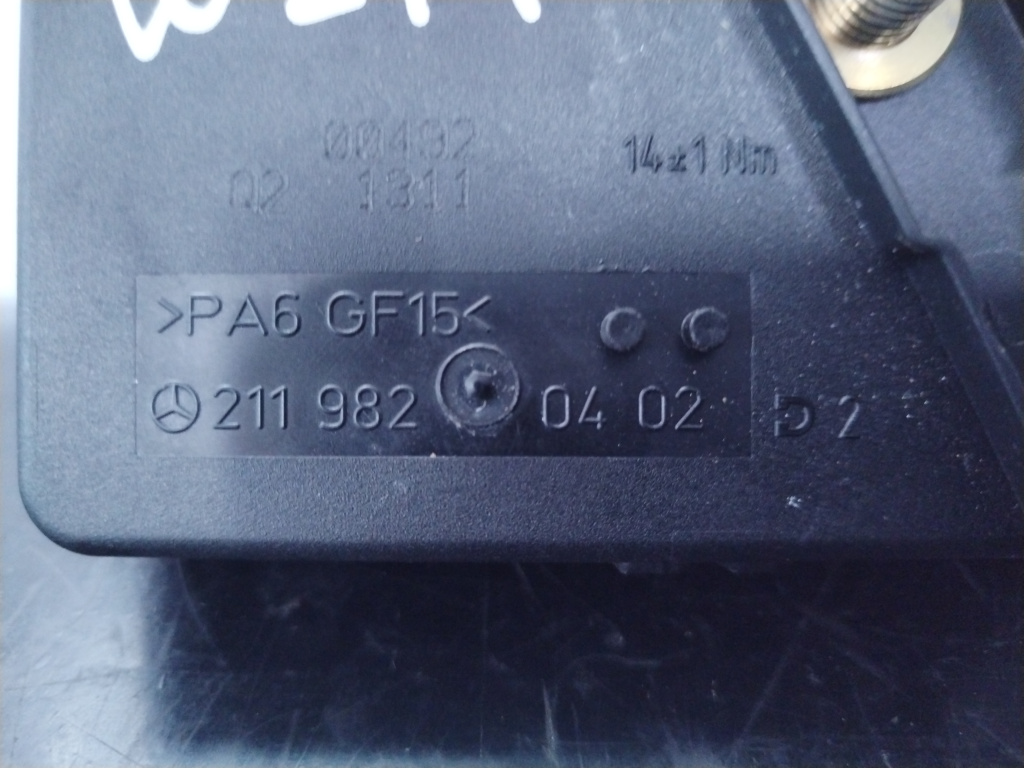 00492
Q2 1311
14±1 Nm
>PA6 GF15<
211 982 04 02 D 2